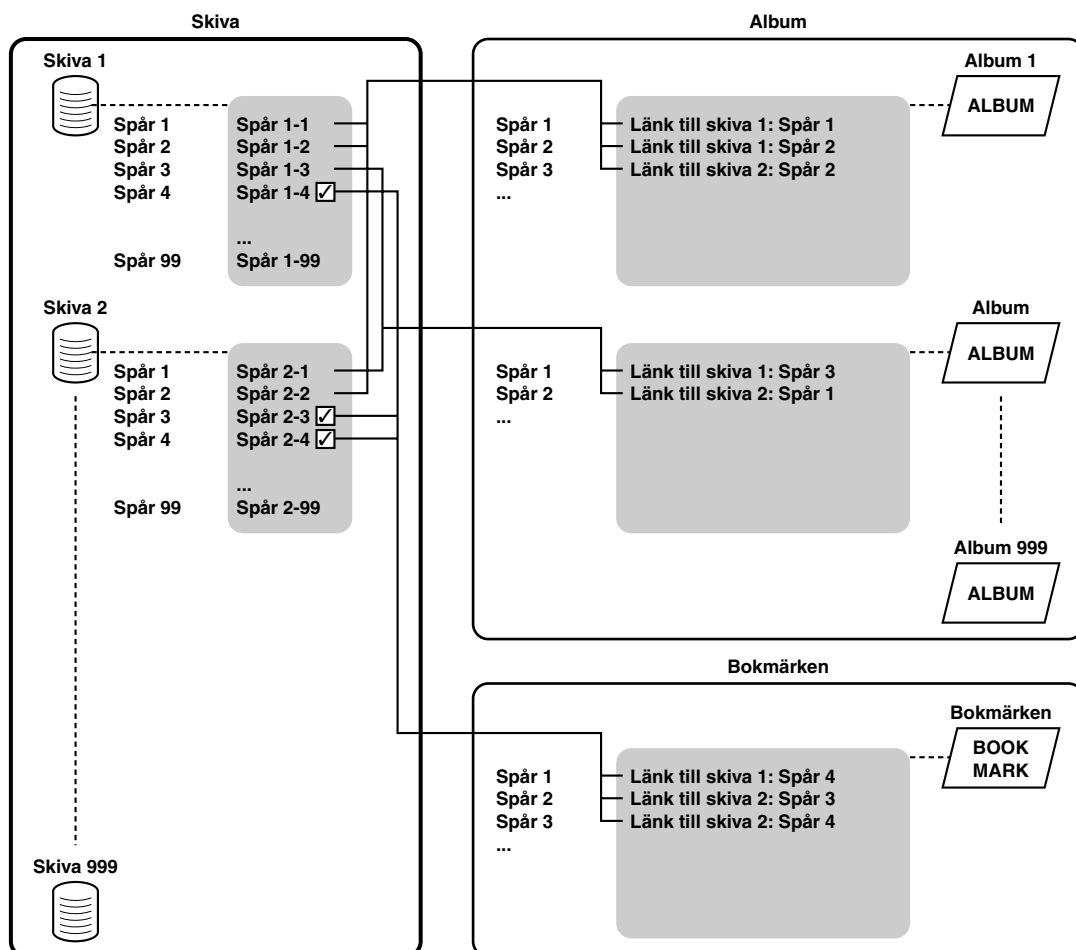 Skiva
Skiva 1
Spår 1 Spår 1-1
Spår 2 Spår 1-2
Spår 3 Spår 1-3
Spår 4 Spår 1-4
...
Spår 99 Spår 1-99
Skiva 2
Spår 1 Spår 2-1
Spår 2 Spår 2-2
Spår 3 Spår 2-3
Spår 4 Spår 2-4
...
Spår 99 Spår 2-99
Skiva 999
Album
Album 1
ALBUM
Spår 1 Länk till skiva 1: Spår 1
Spår 2 Länk till skiva 1: Spår 2
Spår 3 Länk till skiva 2: Spår 2
...
Album
ALBUM
Spår 1 Länk till skiva 1: Spår 3
Spår 2 Länk till skiva 2: Spår 1
...
Album 999
ALBUM
Bokmärken
Bokmärken
BOOK
MARK
Spår 1 Länk till skiva 1: Spår 4
Spår 2 Länk till skiva 2: Spår 3
Spår 3 Länk till skiva 2: Spår 4
...